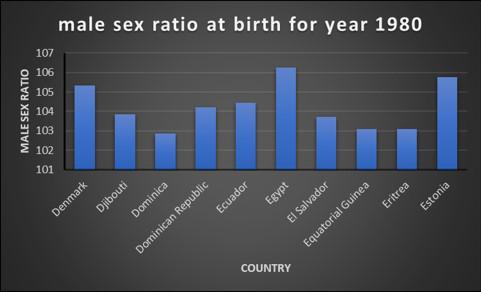 male sex ratio at birth for year 1980
MALE SEX RATIO
107
106
105
104
103
102
101
Denmark
Djibouti
Dominica
Dominican Republic
Ecuador
Egypt
El Salvador
Equatorial Guinea
Eritrea
Estonia
COUNTRY